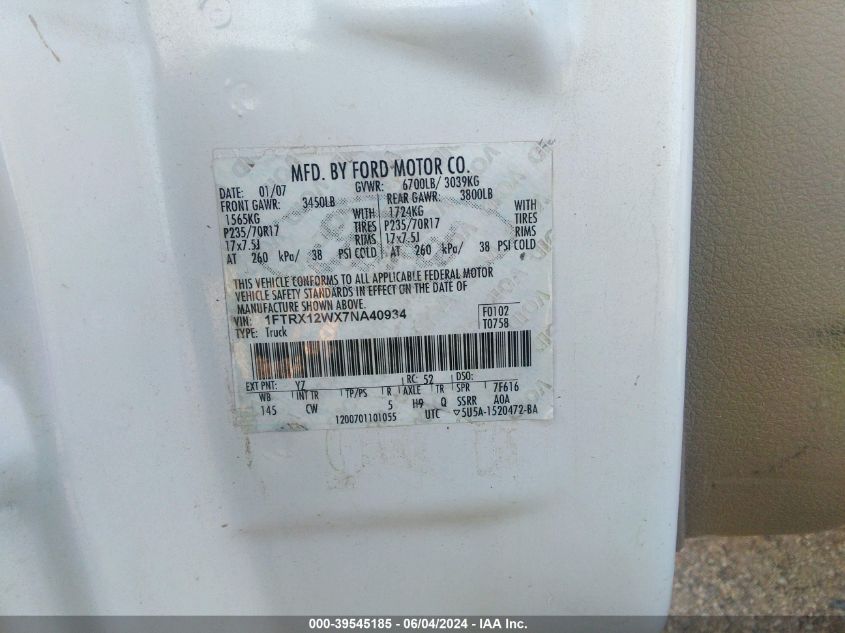 MFD. BY FORD MOTOR CO.
DATE: 01/07 GVWR: 6700LB/ 3039KG
FRONT GAWR: 3450LB REAR GAWR: 3800LB
1565KG WITH 1724KG WITH
P235/70R17 TIRES P235/70R17 TIRES
17x7.5J RIMS 17x7.5J RIMS
AT 260 kPa/ 38 PSI COLD AT 260 kPa/ 38 PSI COLD
THIS VEHICLE CONFORMS TO ALL APPLICABLE FEDERAL MOTOR
VEHICLE SAFETY STANDARDS IN EFFECT ON THE DATE OF
MANUFACTURE SHOWN ABOVE.
VIN: 1FTRX12WX7NA40934 F0102
TYPE: Truck T0758
EXT PNT: YZ RC: 52 DSO:
WB INT TR TP/PS R AXLE TR SPR 7F616
145 CW 5 H9 Q SSRR A0A
1200701101055 UTC ▽5U5A-1520472-BA
000-39545185 - 06/04/2024 - IAA Inc.